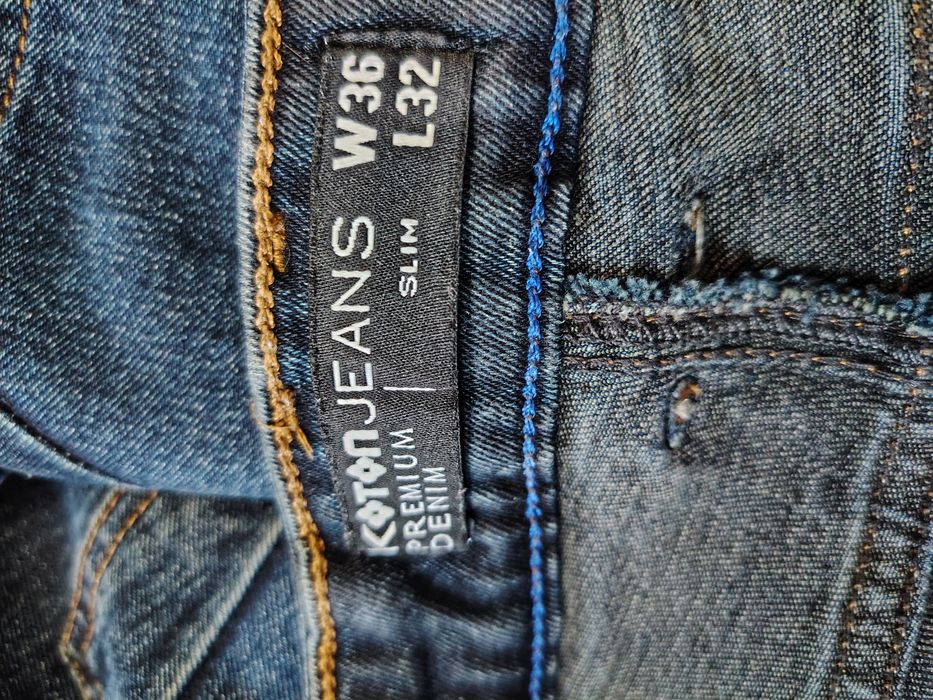 KOTON JEANS W36
PREMIUM SLIM L32
DENIM